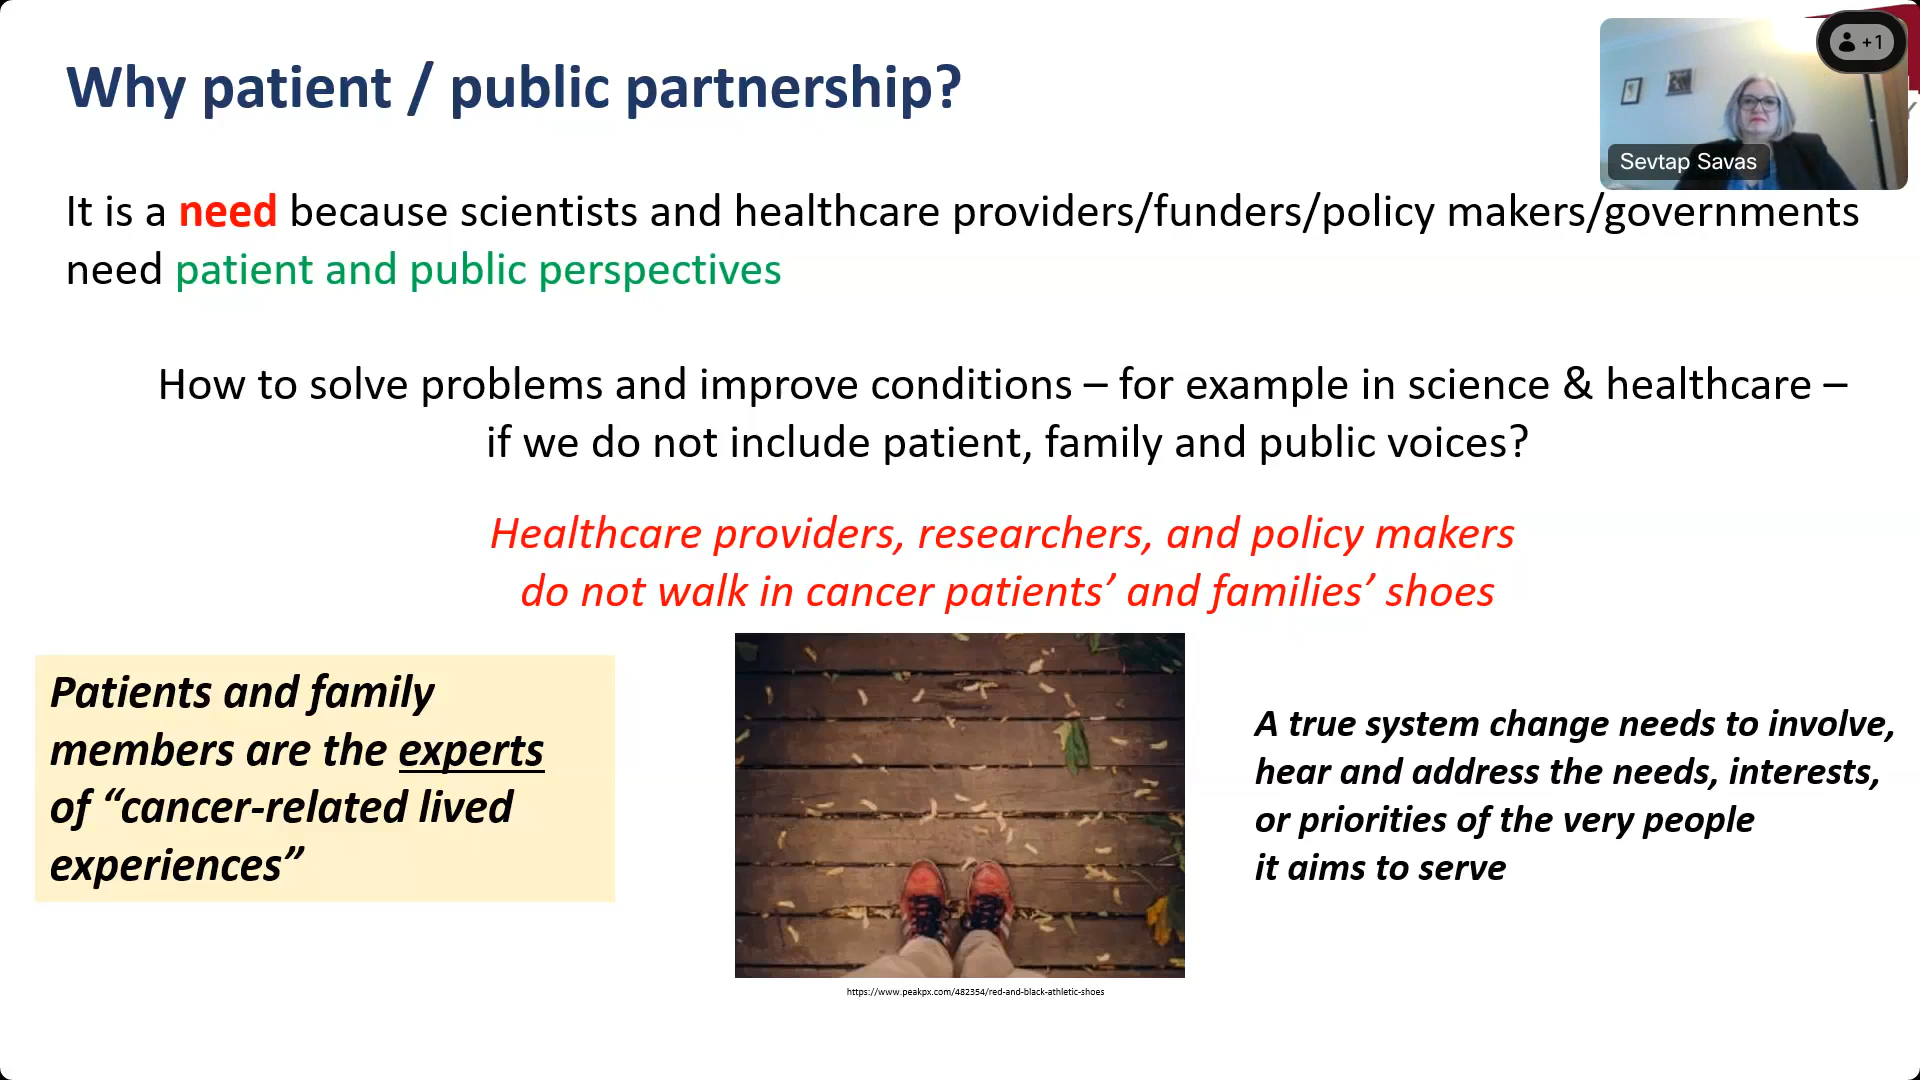 Why patient / public partnership?
+1
Sevtap Savas
It is a need because scientists and healthcare providers/funders/policy makers/governments
need patient and public perspectives
How to solve problems and improve conditions – for example in science & healthcare –
if we do not include patient, family and public voices?
Healthcare providers, researchers, and policy makers
do not walk in cancer patients’ and families’ shoes
Patients and family
members are the experts
of “cancer-related lived
experiences”
A true system change needs to involve,
hear and address the needs, interests,
or priorities of the very people
it aims to serve
https://www.peakpx.com/482354/red-and-black-athletic-shoes